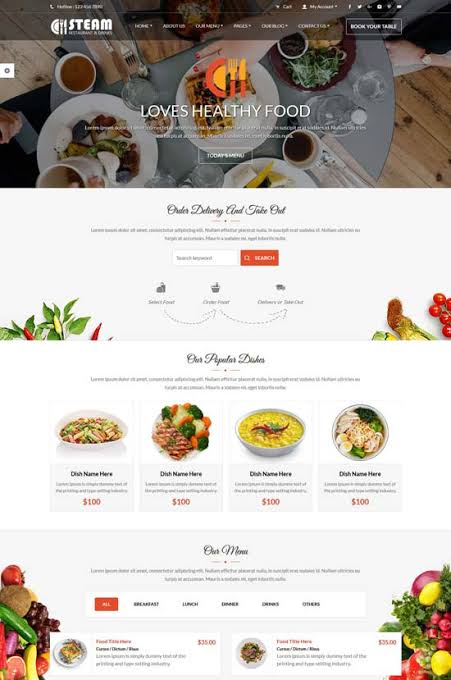 Hotline : 123 456 7890
Cart
My Account
STEAM
RESTAURANT & DRINKS
HOME
ABOUT US
OUR MENU
PAGES
OUR BLOG
CONTACT US
BOOK YOUR TABLE
LOVES HEALTHY FOOD
Lorem ipsum dolor sit amet, consectetur adipiscing elit. Nullam effricitur placerat nulla, in suscipit erat sodales id. Nullam ultricies
eu turpis at accumsan. Mauris a sodales mi, eget lobortis nulla.
TODAY'S MENU
Order Delivery And Take Out
Lorem ipsum dolor sit amet, consectetur adipiscing elit. Nullam effricitur placerat nulla, in suscipit erat sodales id. Nullam ultricies eu
turpis at accumsan. Mauris a sodales mi, eget lobortis nulla.
Search keyword
SEARCH
Select Food
Order Food
Delivery or Take Out
Our Popular Dishes
Lorem ipsum dolor sit amet, consectetur adipiscing elit. Nullam effricitur placerat nulla, in suscipit erat sodales id. Nullam ultricies eu
turpis at accumsan. Mauris a sodales mi, eget lobortis nulla.
Dish Name Here
Lorem Ipsum is simply dummy text of
the printing and type setting industry.
$100
Dish Name Here
Lorem Ipsum is simply dummy text of
the printing and type setting industry.
$100
Dish Name Here
Lorem Ipsum is simply dummy text of
the printing and type setting industry.
$100
Dish Name Here
Lorem Ipsum is simply dummy text of
the printing and type setting industry.
$100
Our Menu
Lorem ipsum dolor sit amet, consectetur adipiscing elit. Nullam effricitur placerat nulla, in suscipit erat sodales id. Nullam ultricies eu
turpis at accumsan. Mauris a sodales mi, eget lobortis nulla.
ALL
BREAKFAST
LUNCH
DINNER
DRINKS
OTHERS
Food Title Here
$35.00
Cursus / Dictum / Risus
Lorem Ipsum is simply dummy text of
the printing and typesetting industry.
Food Title Here
$35.00
Cursus / Dictum / Risus
Lorem Ipsum is simply dummy text of
the printing and typesetting industry.